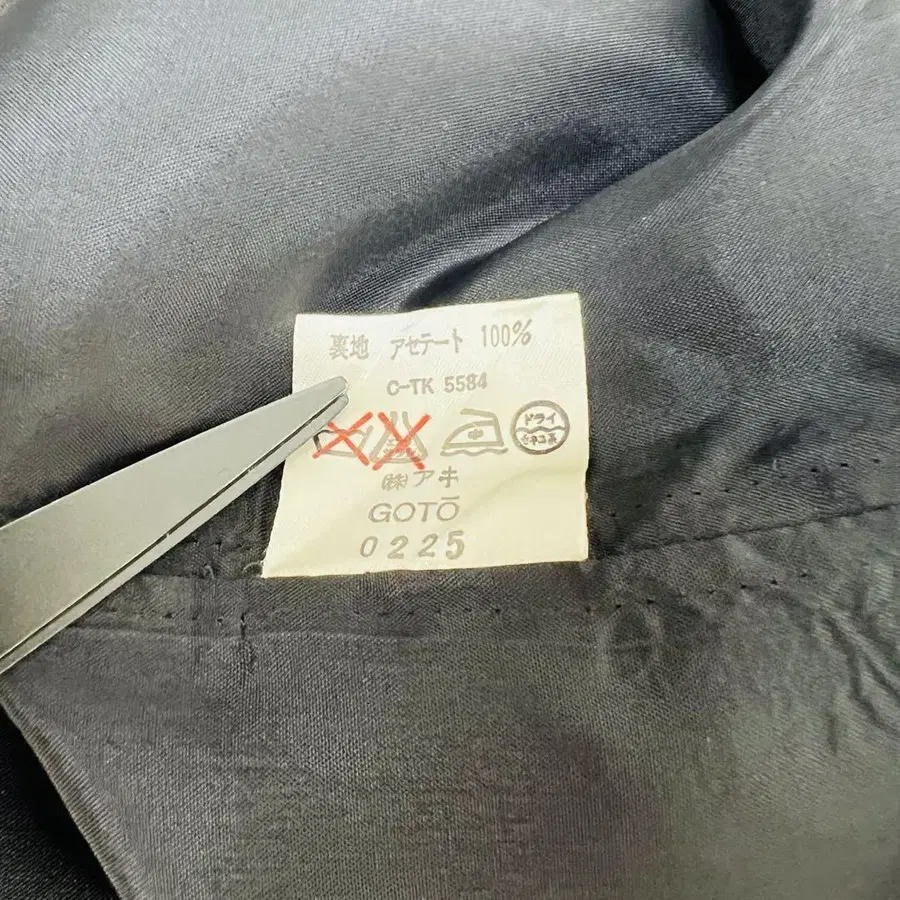 裏地 アセテート 100%
C-TK 5584
ドライ
セキユ系
㈱アキ
GOTŌ
0225